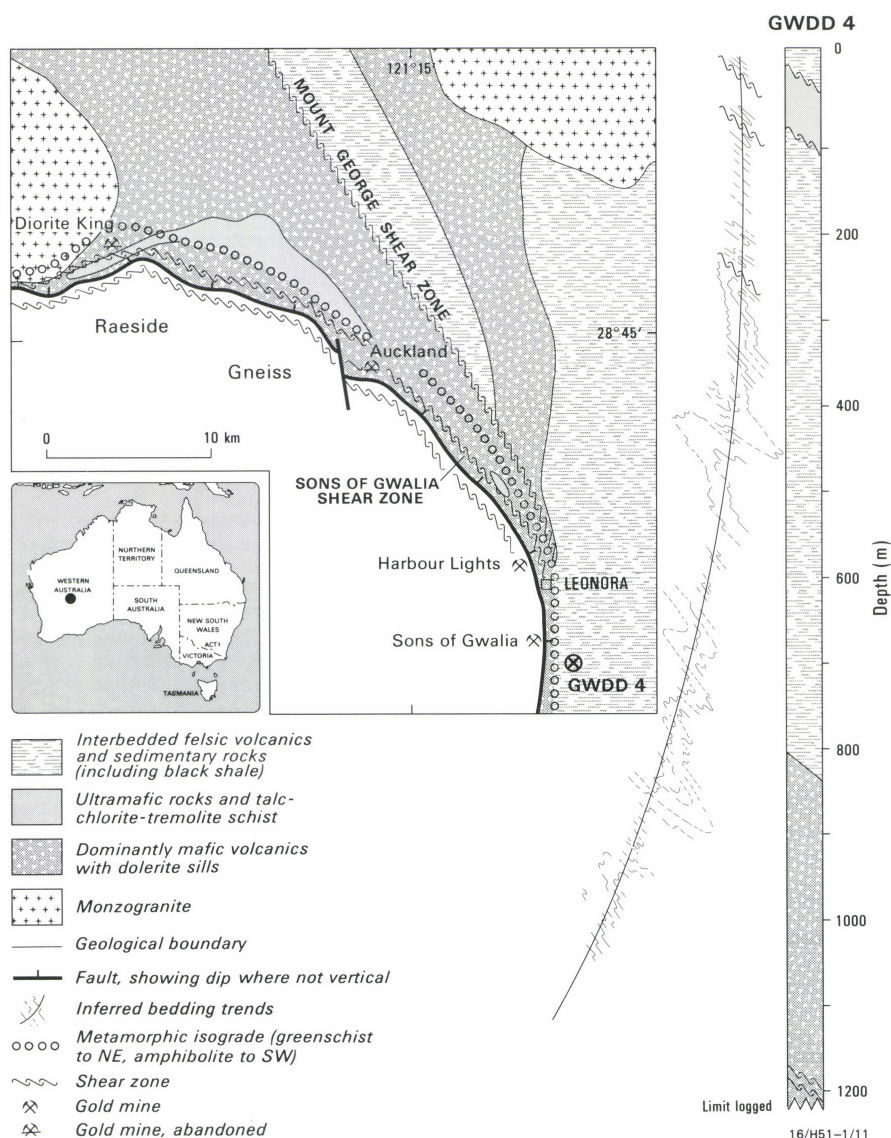 GWDD 4
121° 15'
MOUNT GEORGE SHEAR ZONE
Diorite King
28°45'
Raeside
Gneiss
Auckland
0 10 km
SONS OF GWALIA
SHEAR ZONE
Harbour Lights
LEONORA
Sons of Gwalia
GWDD 4
NORTHERN
TERRITORY
QUEENSLAND
WESTERN
AUSTRALIA
SOUTH
AUSTRALIA
NEW SOUTH
WALES
ACT
VICTORIA
TASMANIA
0
200
400
600
800
1000
1200
Depth (m)
Limit logged
Interbedded felsic volcanics
and sedimentary rocks
(including black shale)
Ultramafic rocks and talc-
chlorite-tremolite schist
Dominantly mafic volcanics
with dolerite sills
Monzogranite
Geological boundary
Fault, showing dip where not vertical
Inferred bedding trends
Metamorphic isograde (greenschist
to NE, amphibolite to SW)
Shear zone
Gold mine
Gold mine, abandoned
16/H51-1/11